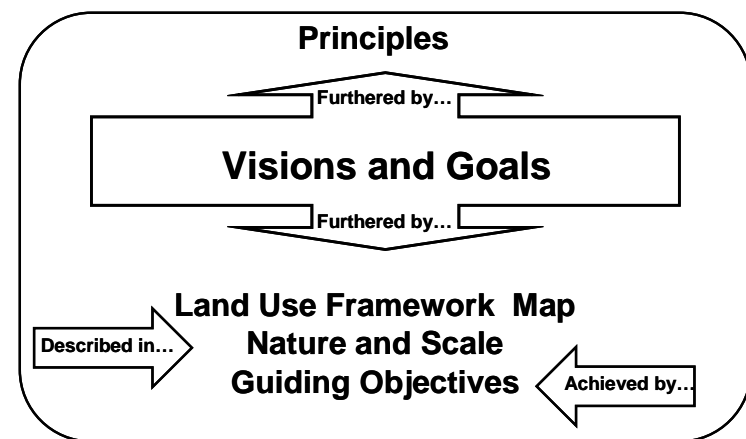 Principles
Furthered by…
Visions and Goals
Furthered by…
Land Use Framework Map
Described in…
Nature and Scale
Guiding Objectives
Achieved by…